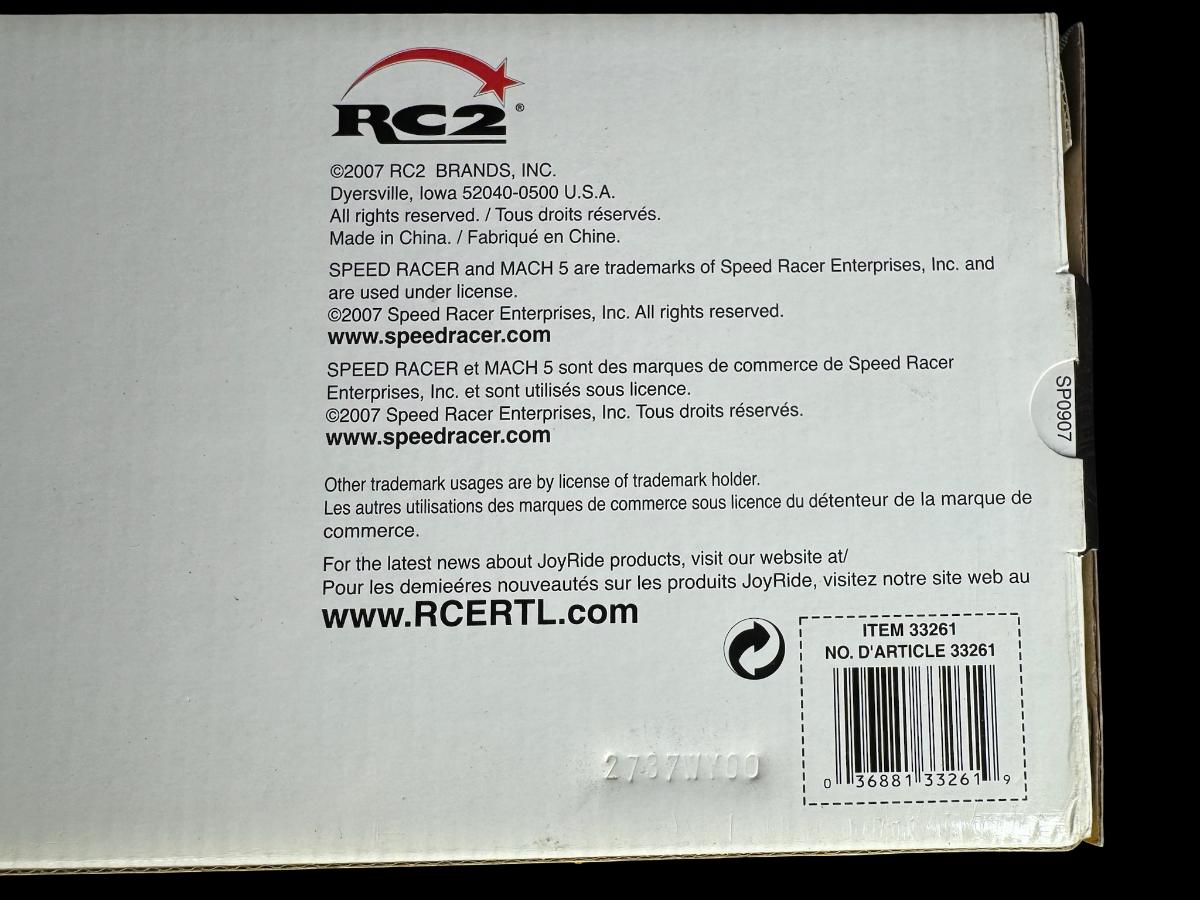 RC2®
©2007 RC2 BRANDS, INC.
Dyersville, Iowa 52040-0500 U.S.A.
All rights reserved. / Tous droits réservés.
Made in China. / Fabriqué en Chine.
SPEED RACER and MACH 5 are trademarks of Speed Racer Enterprises, Inc. and
are used under license.
©2007 Speed Racer Enterprises, Inc. All rights reserved.
www.speedracer.com
SPEED RACER et MACH 5 sont des marques de commerce de Speed Racer
Enterprises, Inc. et sont utilisés sous licence.
©2007 Speed Racer Enterprises, Inc. Tous droits réservés.
www.speedracer.com
SP0907
Other trademark usages are by license of trademark holder.
Les autres utilisations des marques de commerce sous licence du détenteur de la marque de
commerce.
For the latest news about JoyRide products, visit our website at/
Pour les demieéres nouveautés sur les produits JoyRide, visitez notre site web au
www.RCERTL.com
ITEM 33261
NO. D'ARTICLE 33261
2737WY00
0 36881 33261 9